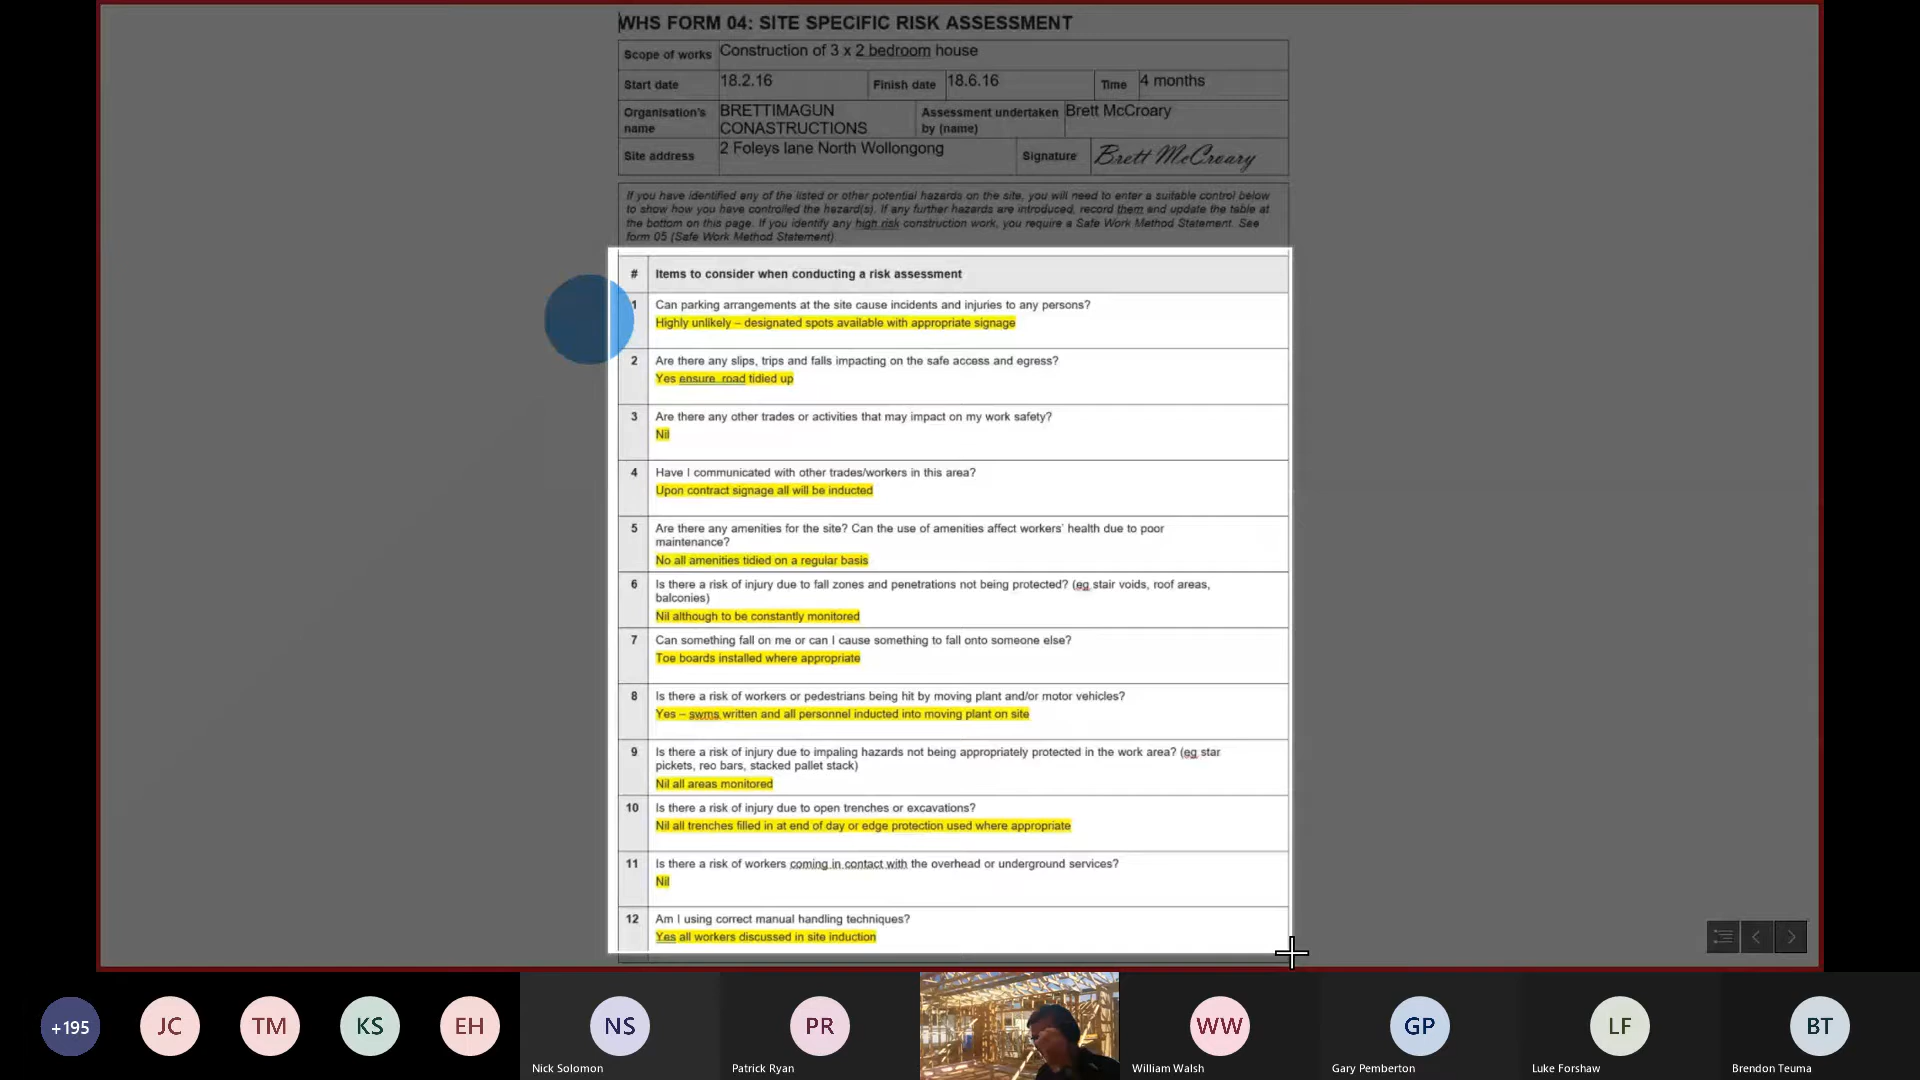 WHS FORM 04: SITE SPECIFIC RISK ASSESSMENT
Scope of works Construction of 3 x 2 bedroom house
Start date 18.2.16 Finish date 18.6.16 Time 4 months
Organisation's name BRETTIMAGUN CONASTRUCTIONS Assessment undertaken by (name) Brett McCroary
Site address 2 Foleys lane North Wollongong Signature Brett McCroary
If you have identified any of the listed or other potential hazards on the site, you will need to enter a suitable control below
to show how you have controlled the hazard(s). If any further hazards are introduced, record them and update the table at
the bottom on this page. If you identify any high risk construction work, you require a Safe Work Method Statement. See
form 05 (Safe Work Method Statement)
# Items to consider when conducting a risk assessment
1 Can parking arrangements at the site cause incidents and injuries to any persons?
Highly unlikely – designated spots available with appropriate signage
2 Are there any slips, trips and falls impacting on the safe access and egress?
Yes ensure road tidied up
3 Are there any other trades or activities that may impact on my work safety?
Nil
4 Have I communicated with other trades/workers in this area?
Upon contract signage all will be inducted
5 Are there any amenities for the site? Can the use of amenities affect workers' health due to poor
maintenance?
No all amenities tidied on a regular basis
6 Is there a risk of injury due to fall zones and penetrations not being protected? (eg stair voids, roof areas,
balconies)
Nil although to be constantly monitored
7 Can something fall on me or can I cause something to fall onto someone else?
Toe boards installed where appropriate
8 Is there a risk of workers or pedestrians being hit by moving plant and/or motor vehicles?
Yes – swms written and all personnel inducted into moving plant on site
9 Is there a risk of injury due to impaling hazards not being appropriately protected in the work area? (eg star
pickets, reo bars, stacked pallet stack)
Nil all areas monitored
10 Is there a risk of injury due to open trenches or excavations?
Nil all trenches filled in at end of day or edge protection used where appropriate
11 Is there a risk of workers coming in contact with the overhead or underground services?
Nil
12 Am I using correct manual handling techniques?
Yes all workers discussed in site induction
+195 JC TM KS EH NS PR WW GP LF BT
Nick Solomon Patrick Ryan William Walsh Gary Pemberton Luke Forshaw Brendon Teuma